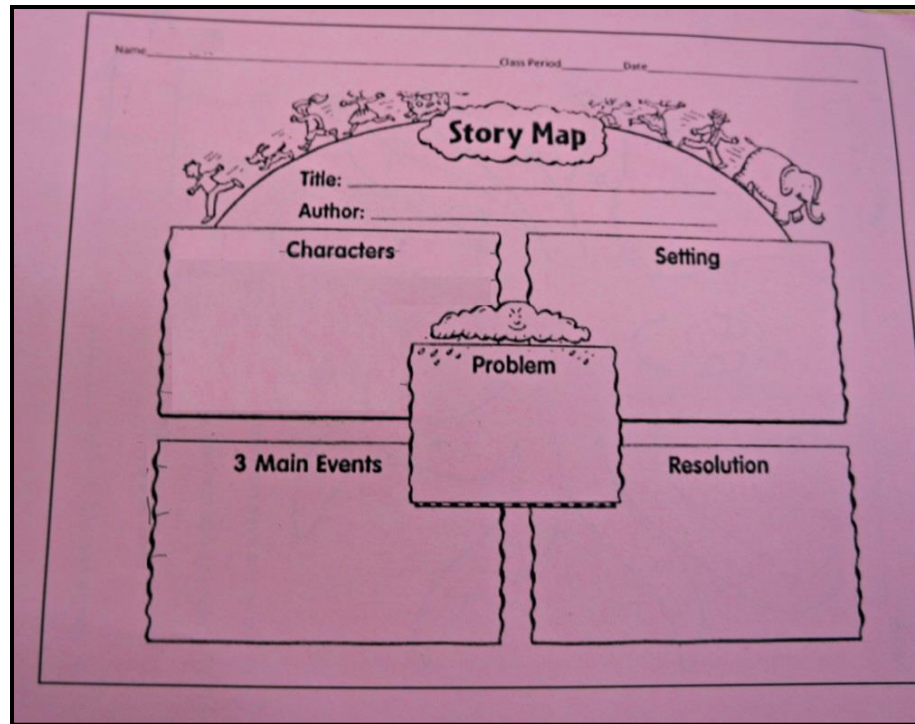 Name Class Period Date
Story Map
Title:
Author:
Characters
Setting
Problem
3 Main Events
Resolution